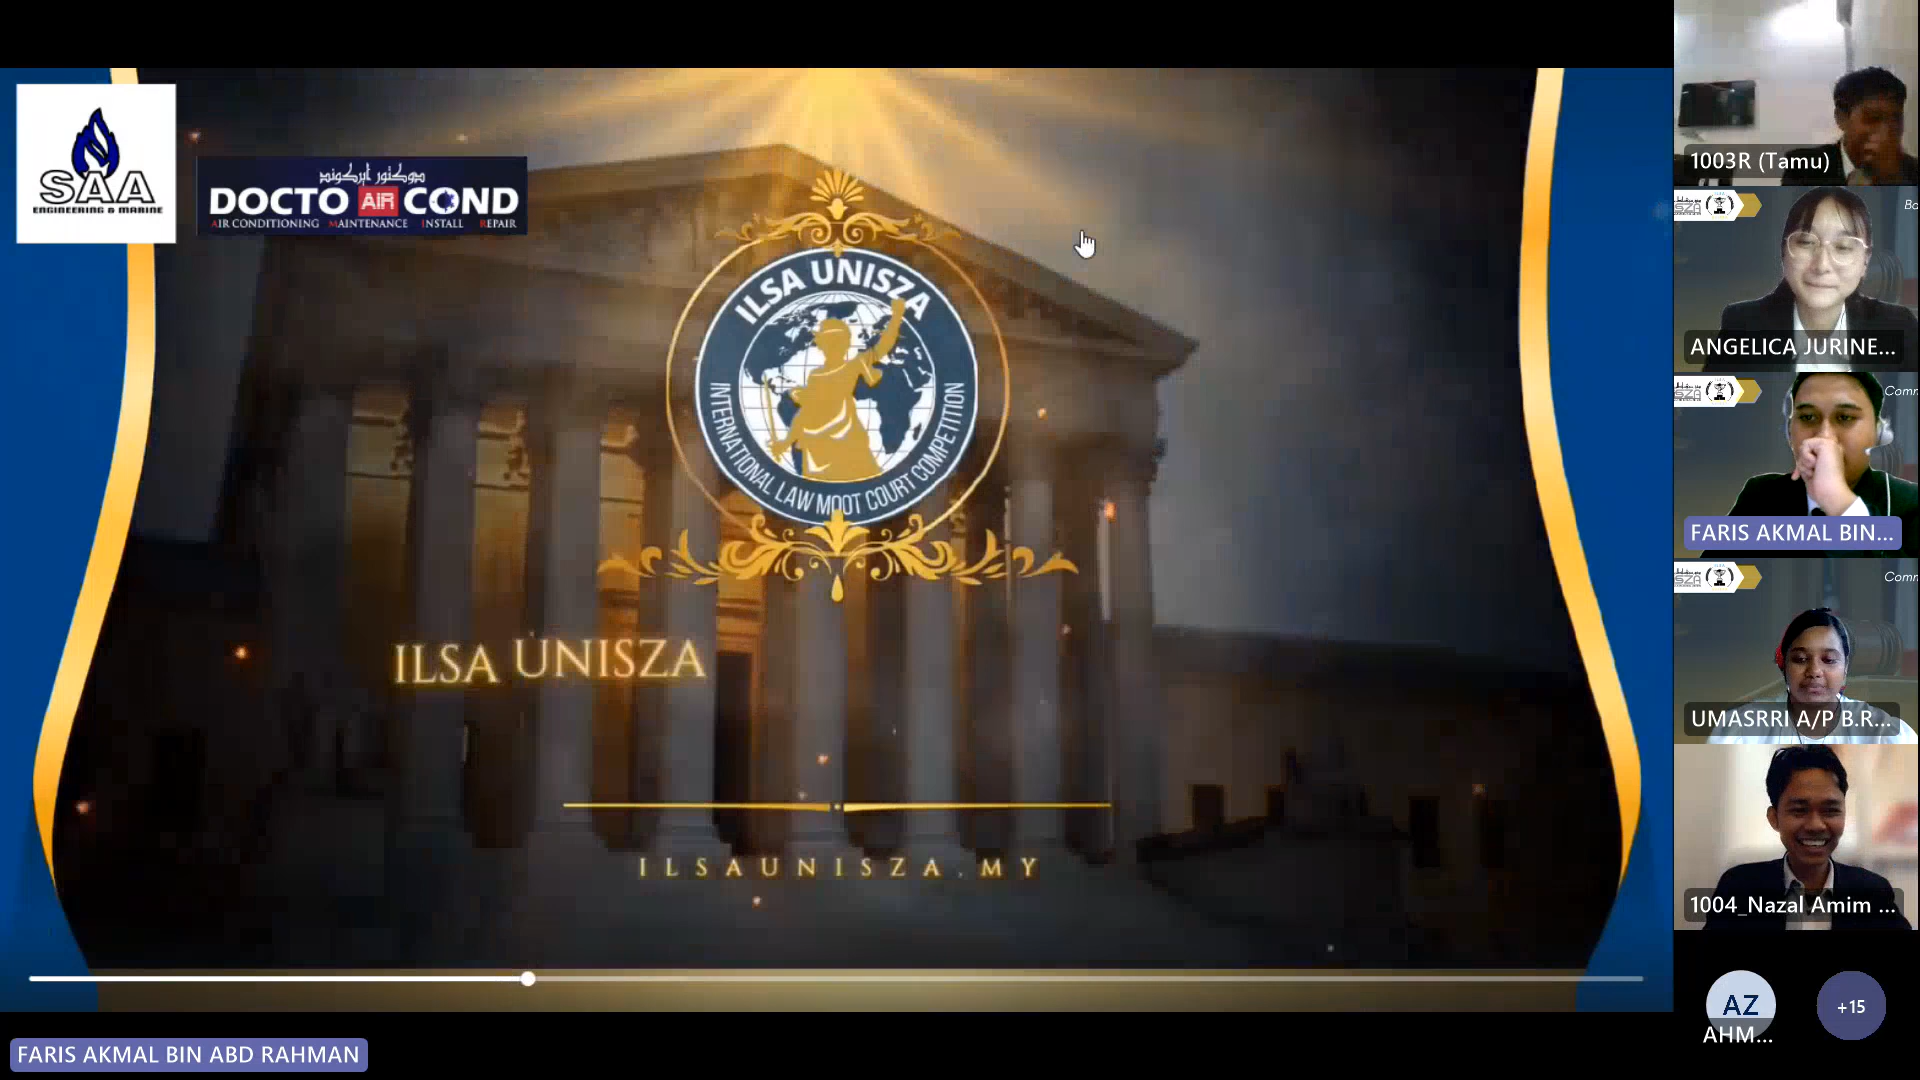 SAA
ENGINEERING & MARINE
دوكتور ايركوند
DOCTO AIR COND
AIR CONDITIONING MAINTENANCE INSTALL REPAIR
ILSA UNISZA
INTERNATIONAL LAW MOOT COURT COMPETITION
ILSA UNISZA
ILSAUNISZA.MY
FARIS AKMAL BIN ABD RAHMAN
1003R (Tamu)
ANGELICA JURINE...
FARIS AKMAL BIN...
UMASRRI A/P B.R...
1004_Nazal Amim ...
AZ
AHM...
+15